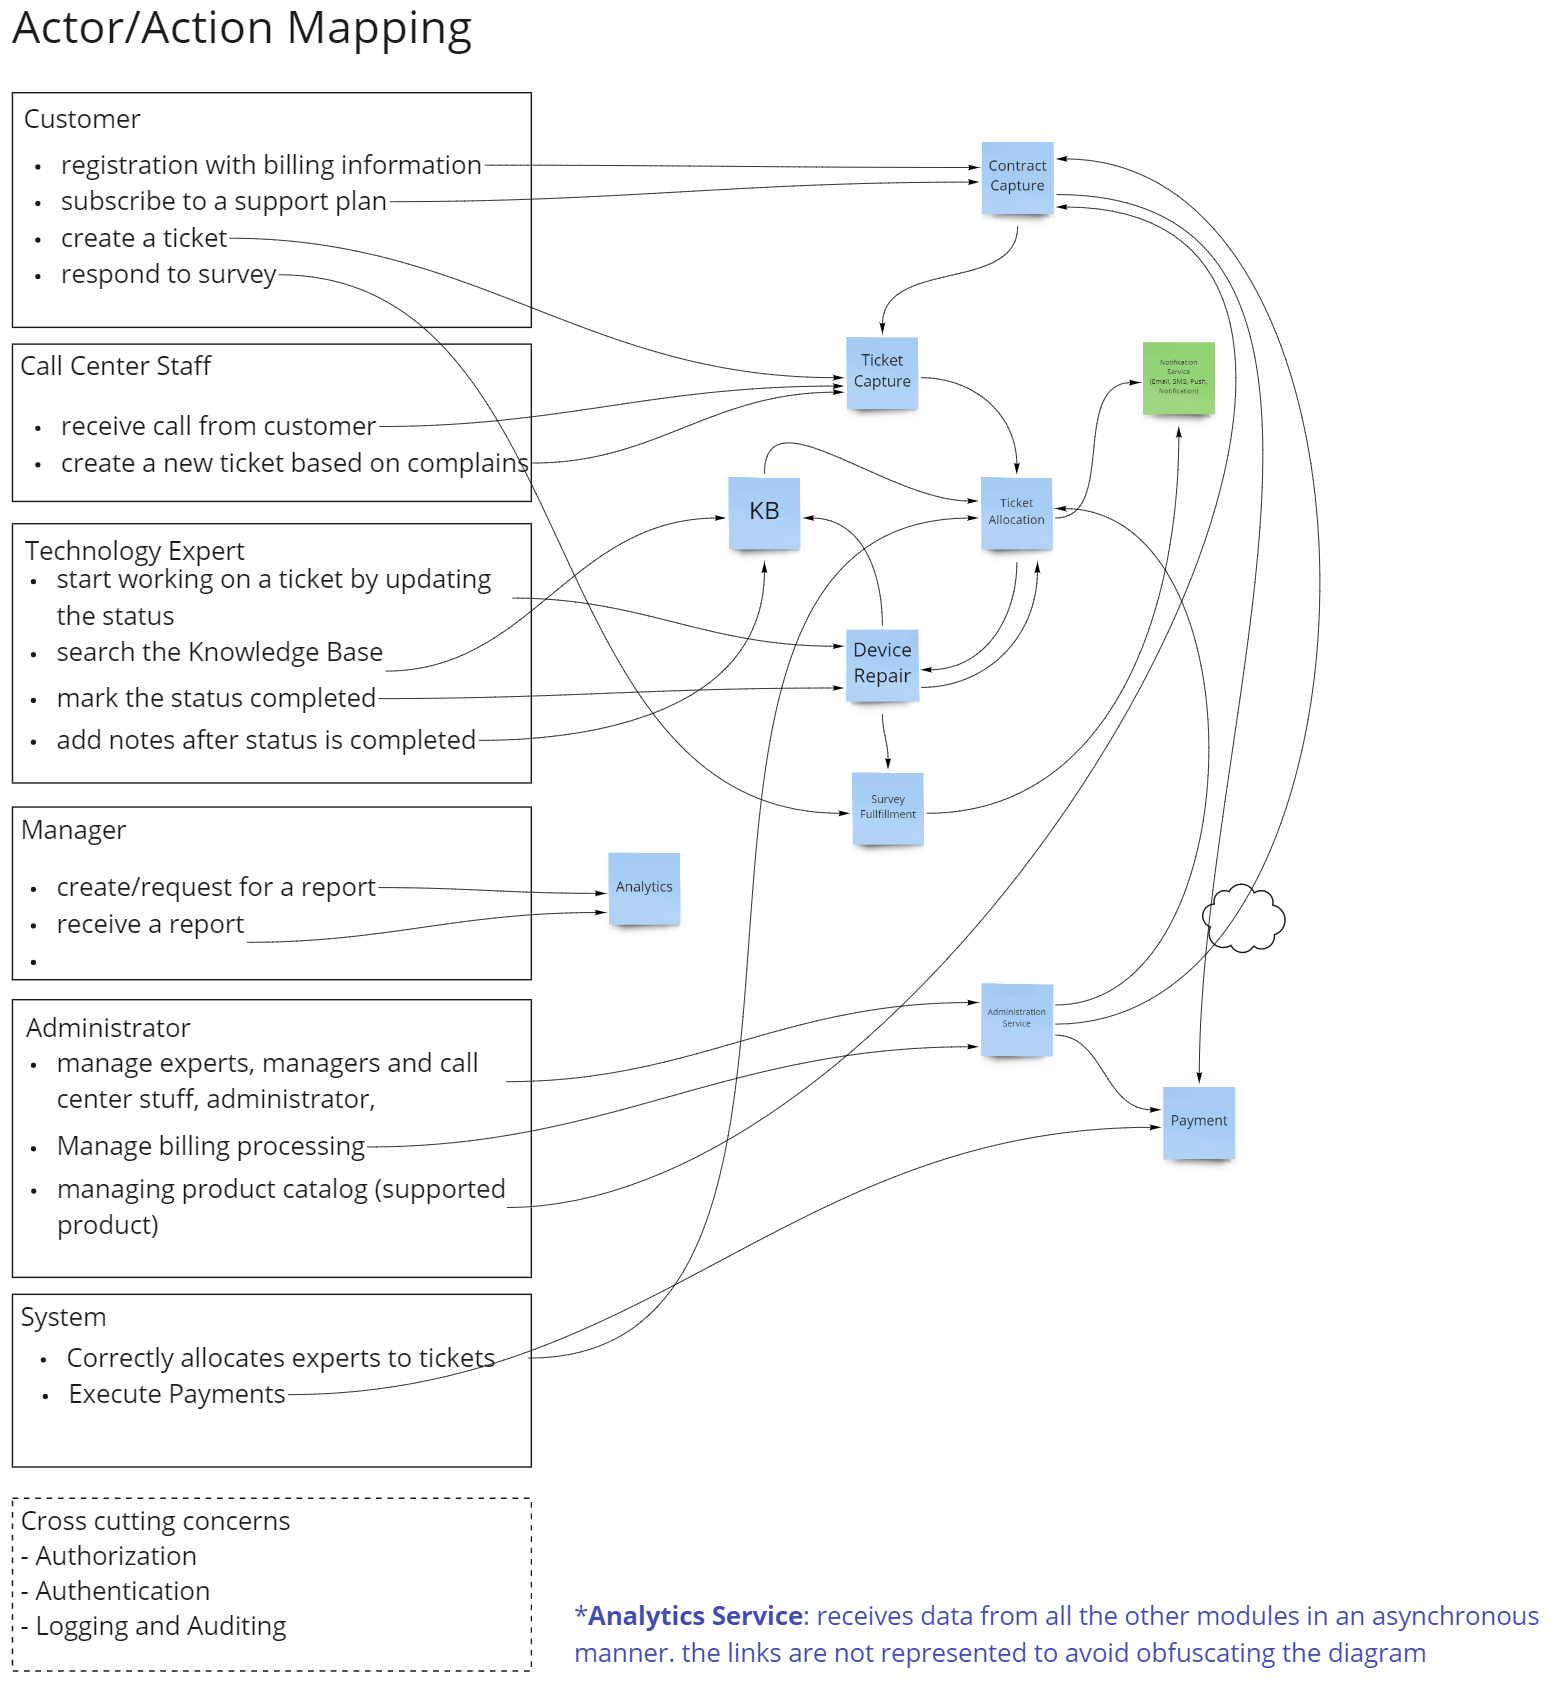 Actor/Action Mapping
Customer
• registration with billing information
• subscribe to a support plan
• create a ticket
• respond to survey
Call Center Staff
• receive call from customer
• create a new ticket based on complains
Technology Expert
• start working on a ticket by updating
the status
• search the Knowledge Base
• mark the status completed
• add notes after status is completed
Manager
• create/request for a report
• receive a report
•
Administrator
• manage experts, managers and call
center stuff, administrator,
• Manage billing processing
• managing product catalog (supported
product)
System
• Correctly allocates experts to tickets
• Execute Payments
Cross cutting concerns
- Authorization
- Authentication
- Logging and Auditing
Contract
Capture
Ticket
Capture
Notification
Service
(Email, SMS, Push,
Notification)
KB
Ticket
Allocation
Device
Repair
Survey
Fullfillment
Analytics
Administration
Service
Payment
*Analytics Service: receives data from all the other modules in an asynchronous
manner. the links are not represented to avoid obfuscating the diagram